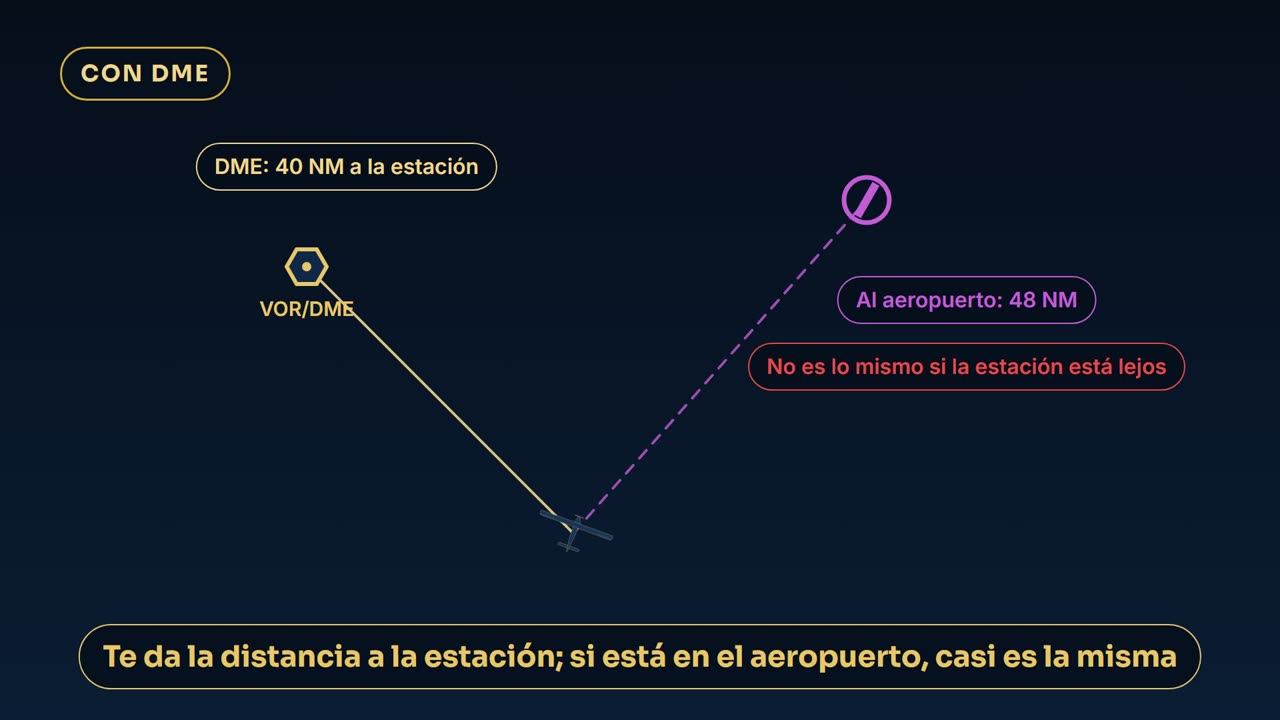 CON DME
DME: 40 NM a la estación
VOR/DME
Al aeropuerto: 48 NM
No es lo mismo si la estación está lejos
Te da la distancia a la estación; si está en el aeropuerto, casi es la misma